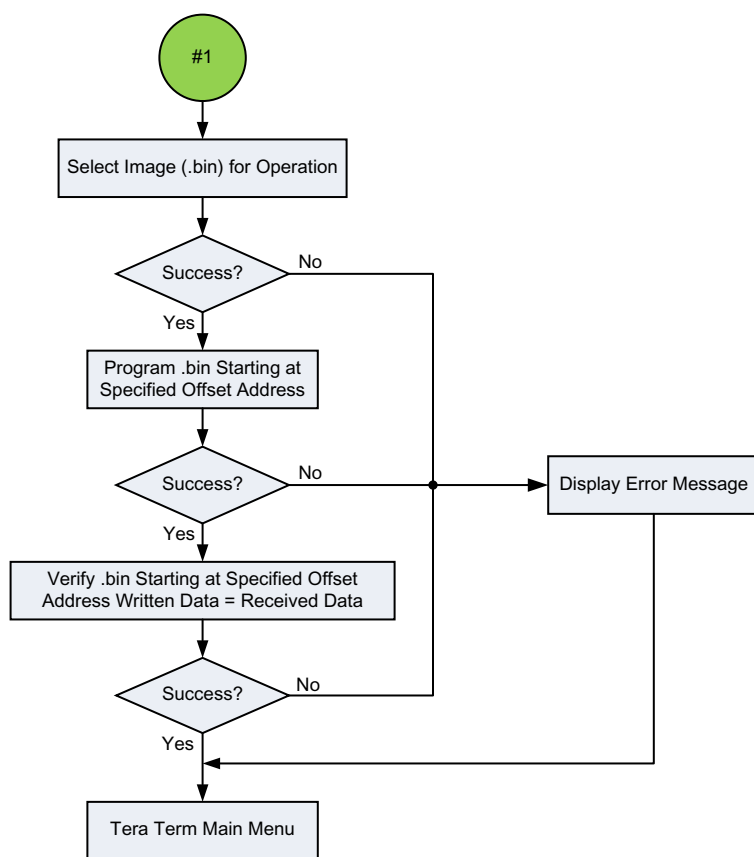 #1
Select Image (.bin) for Operation
Success?
No
Yes
Program .bin Starting at
Specified Offset Address
Success?
No
Display Error Message
Yes
Verify .bin Starting at Specified Offset
Address Written Data = Received Data
Success?
No
Yes
Tera Term Main Menu